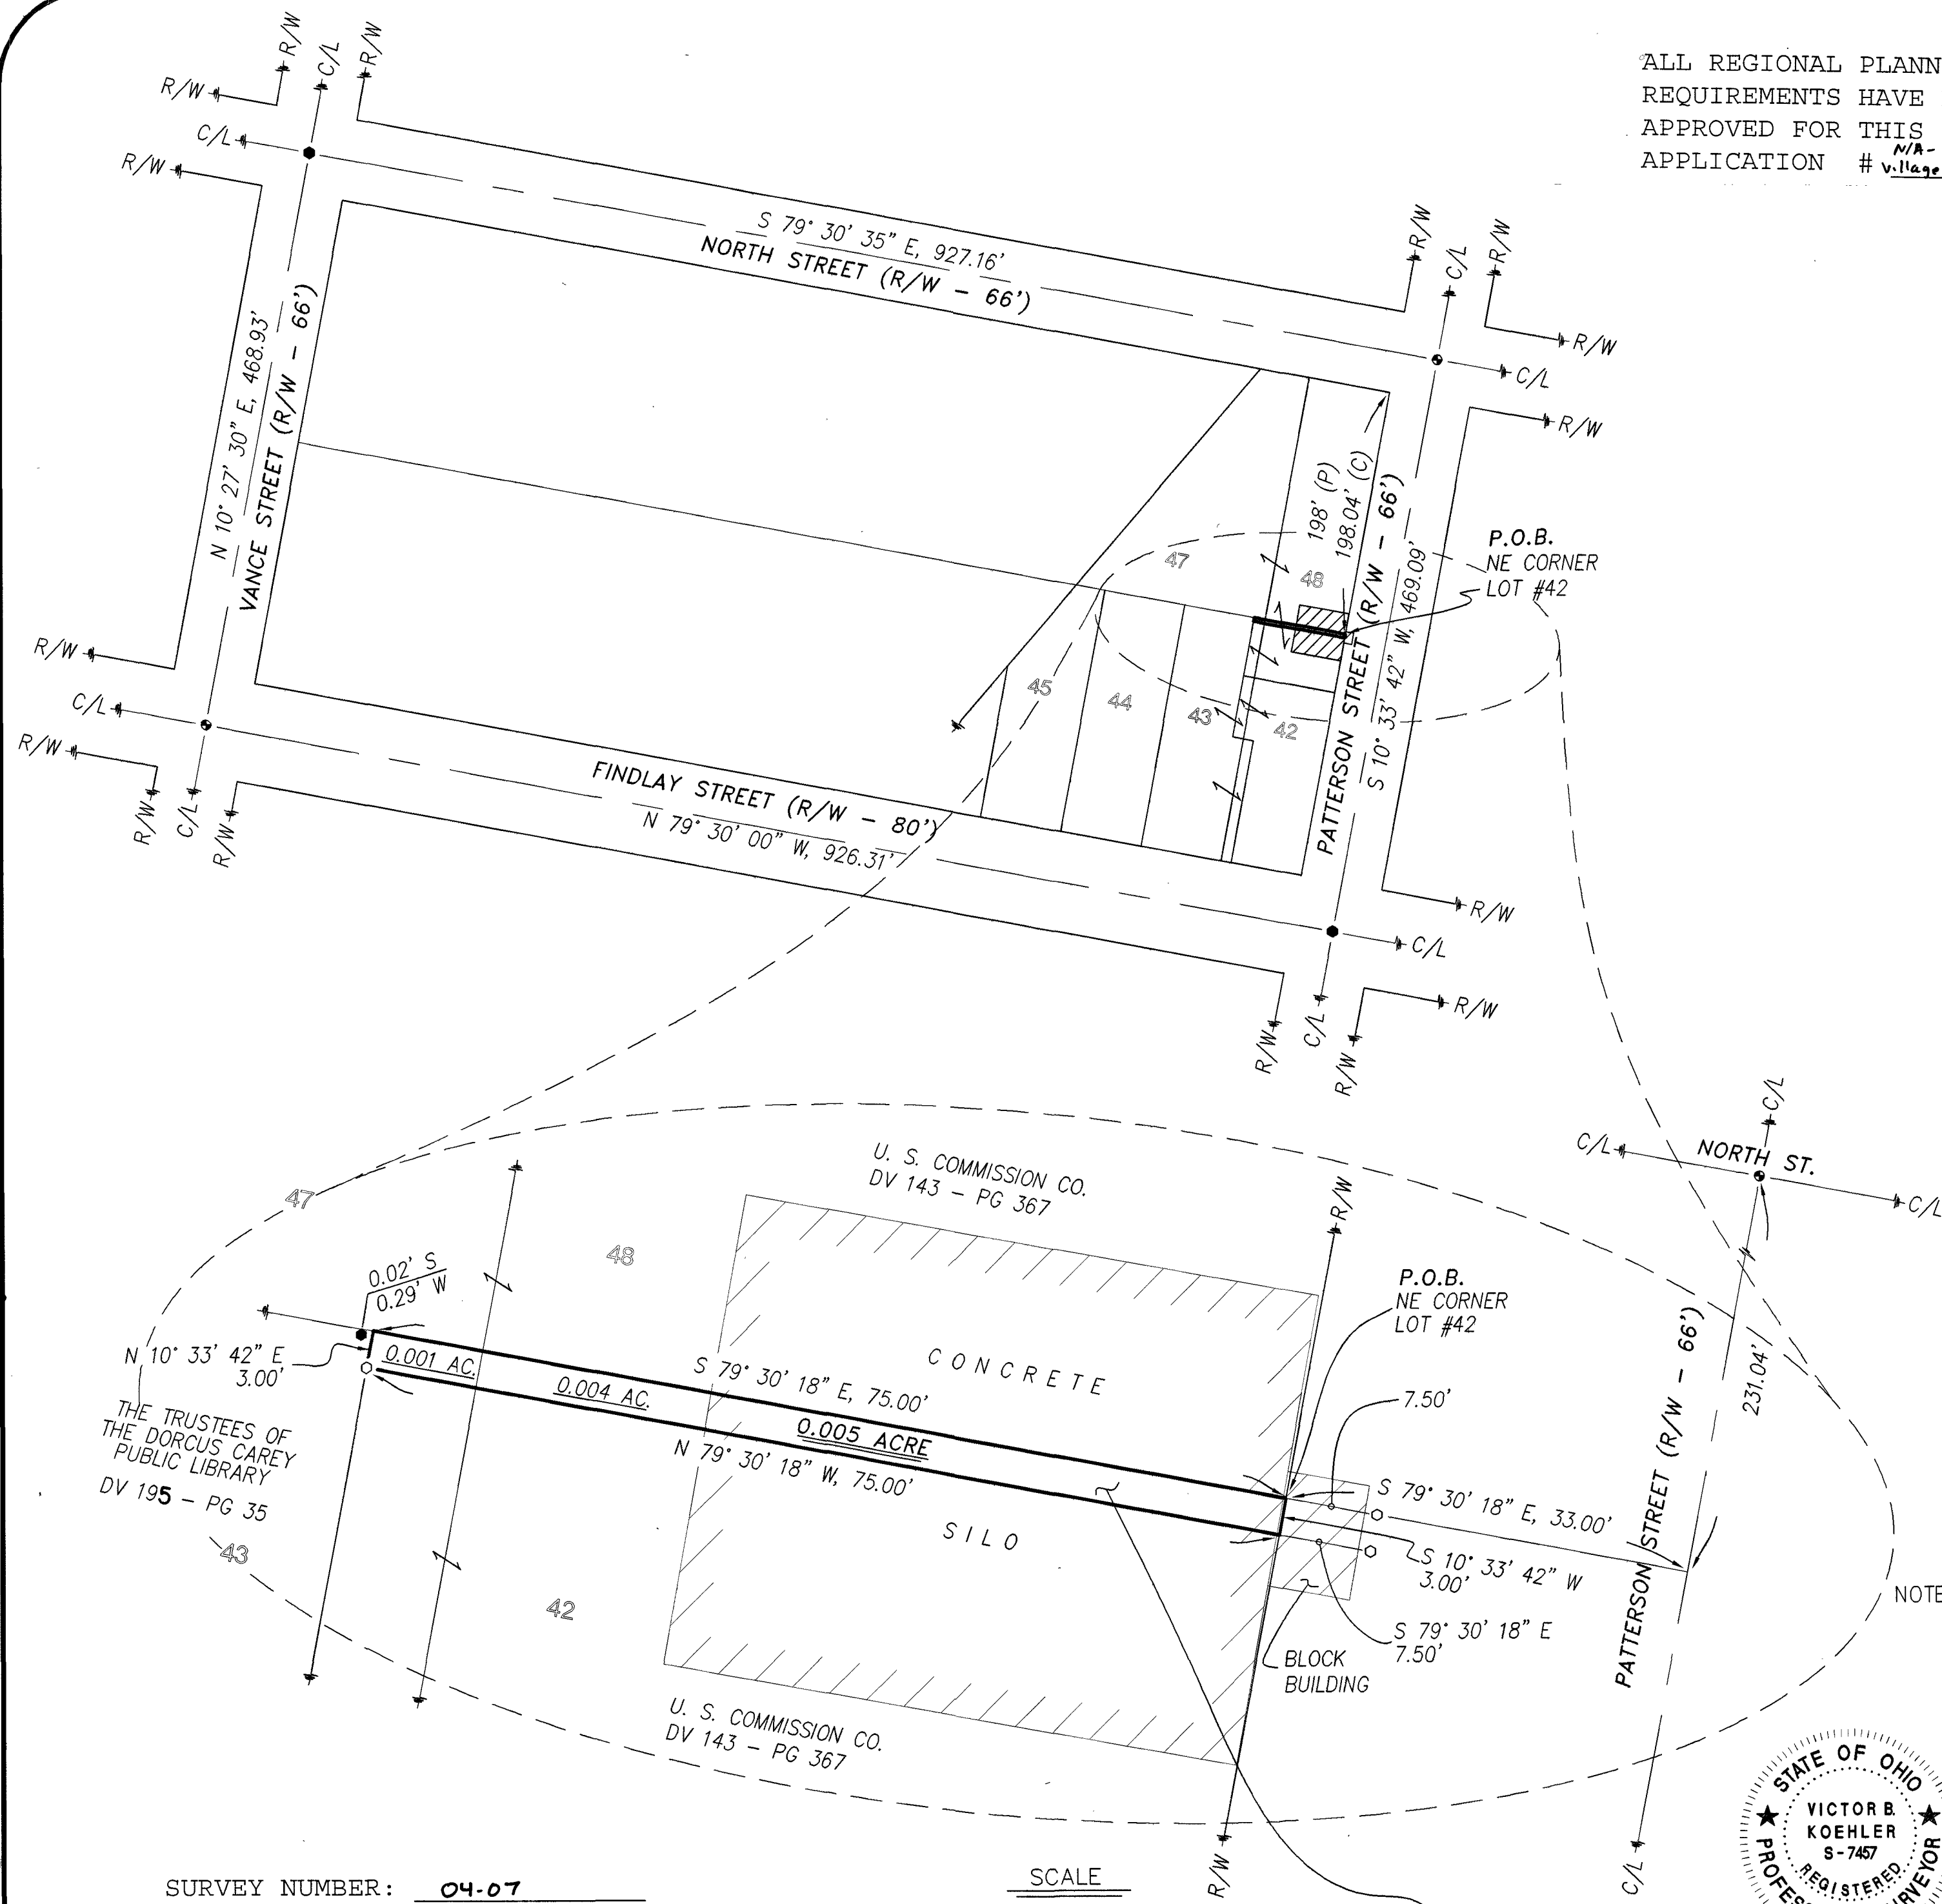 ALL REGIONAL PLANN
REQUIREMENTS HAVE
APPROVED FOR THIS
APPLICATION # N/A-
village
R/W
C/L
R/W
R/W
C/L
R/W
S 79° 30' 35" E, 927.16'
NORTH STREET (R/W - 66')
R/W
C/L
R/W
R/W
C/L
R/W
N 10° 27' 30" E, 468.93'
VANCE STREET (R/W - 66')
198' (P)
198.04' (C)
PATTERSON STREET (R/W - 66')
S 10° 33' 42" W, 469.09'
P.O.B.
NE CORNER
LOT #42
47
48
45
44
43
42
R/W
C/L
R/W
R/W
C/L
R/W
FINDLAY STREET (R/W - 80')
N 79° 30' 00" W, 926.31'
R/W
C/L
R/W
R/W
C/L
R/W
C/L
C/L
NORTH ST.
C/L
U. S. COMMISSION CO.
DV 143 - PG 367
R/W
47
48
0.02' S
0.29' W
P.O.B.
NE CORNER
LOT #42
N 10° 33' 42" E
3.00'
0.001 AC.
0.004 AC.
S 79° 30' 18" E, 75.00'
CONCRETE
7.50'
231.04'
PATTERSON STREET (R/W - 66')
0.005 ACRE
N 79° 30' 18" W, 75.00'
THE TRUSTEES OF
THE DORCUS CAREY
PUBLIC LIBRARY
DV 195 - PG 35
S 79° 30' 18" E, 33.00'
SILO
S 10° 33' 42" W
3.00'
43
42
NOTE
S 79° 30' 18" E
7.50'
BLOCK
BUILDING
U. S. COMMISSION CO.
DV 143 - PG 367
STATE OF OHIO
VICTOR B.
KOEHLER
S-7457
REGISTERED
R/W
C/L
SURVEY NUMBER: 04-07
SCALE